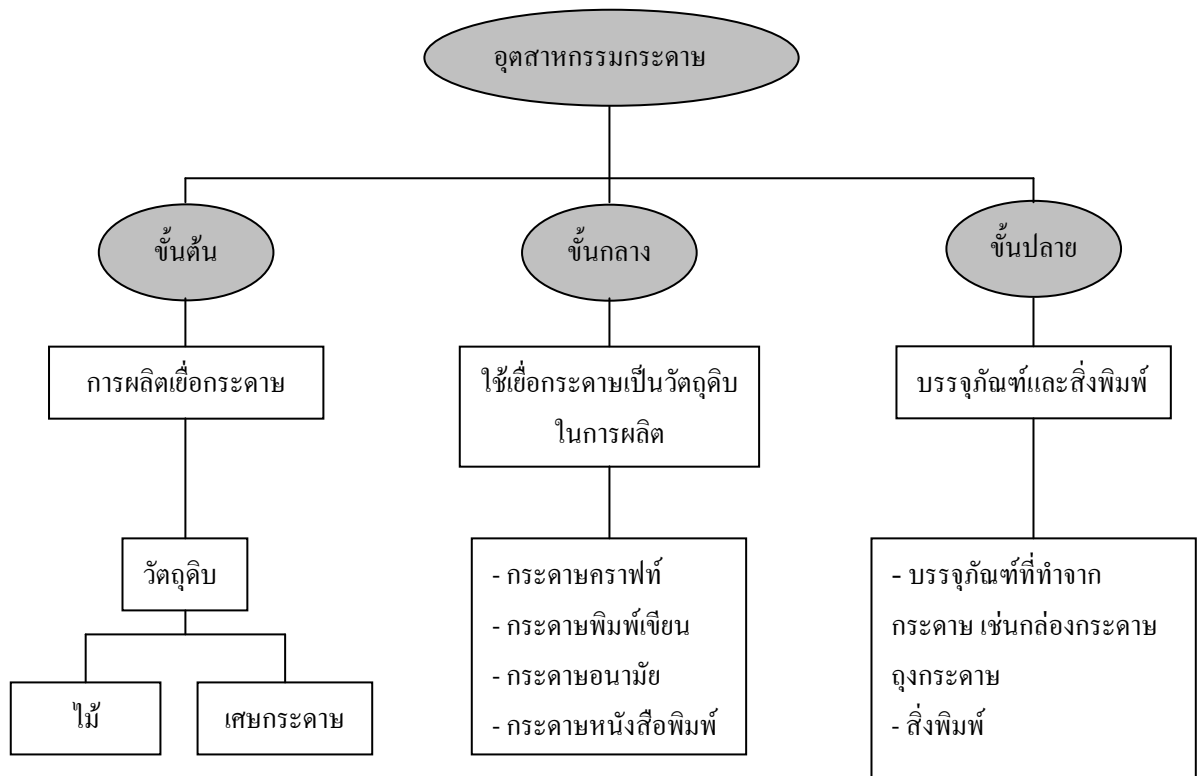 อุตสาหกรรมกระดาษ
ขั้นต้น
ขั้นกลาง
ขั้นปลาย
การผลิตเยื่อกระดาษ
ใช้เยื่อกระดาษเป็นวัตถุดิบ
ในการผลิต
บรรจุภัณฑ์และสิ่งพิมพ์
วัตถุดิบ
ไม้
เศษกระดาษ
- กระดาษคราฟท์
- กระดาษพิมพ์เขียน
- กระดาษอนามัย
- กระดาษหนังสือพิมพ์
- บรรจุภัณฑ์ที่ทำจาก
กระดาษ เช่นกล่องกระดาษ
ถุงกระดาษ
- สิ่งพิมพ์